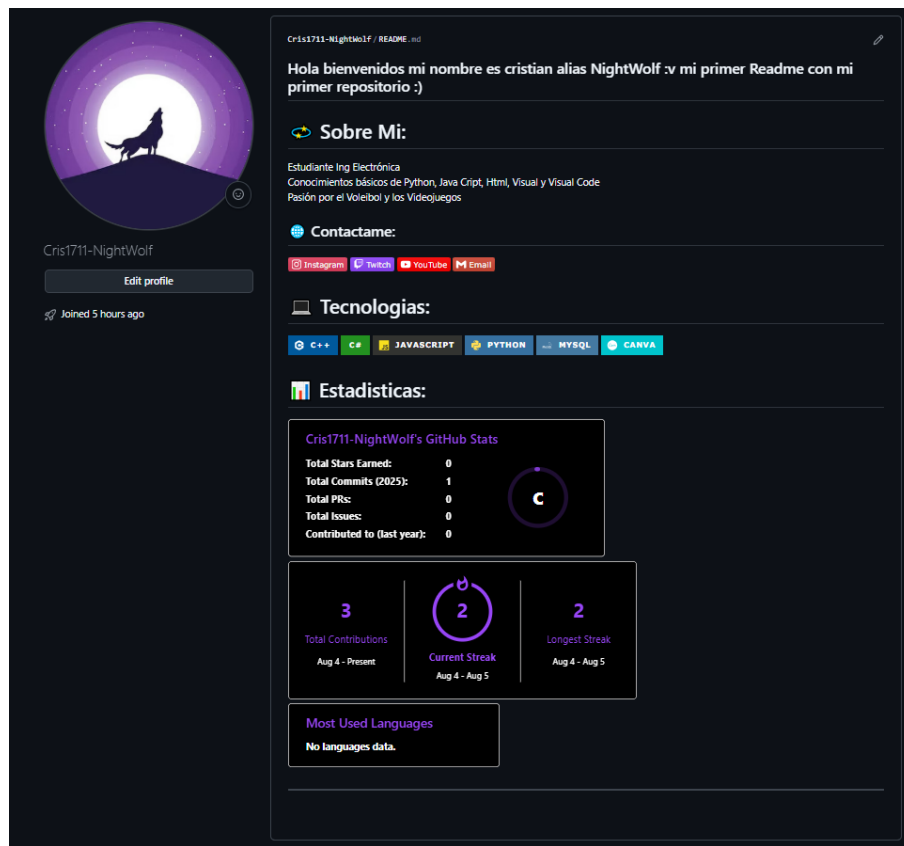 Cris1711-NightWolf
Edit profile
Joined 5 hours ago
Cris1711-NightWolf/README.md
Hola bienvenidos mi nombre es cristian alias NightWolf :v mi primer Readme con mi
primer repositorio :)
Sobre Mi:
Estudiante Ing Electrónica
Conocimientos básicos de Python, Java Cript, Html, Visual y Visual Code
Pasión por el Voleibol y los Videojuegos
Contactame:
Instagram Twitch YouTube Email
Tecnologias:
C++ C# JS JAVASCRIPT PYTHON MYSQL CANVA
Estadisticas:
Cris1711-NightWolf's GitHub Stats
Total Stars Earned: 0
Total Commits (2025): 1
Total PRs: 0
Total Issues: 0
Contributed to (last year): 0
C
3
Total Contributions
Aug 4 - Present
2
Current Streak
Aug 4 - Aug 5
2
Longest Streak
Aug 4 - Aug 5
Most Used Languages
No languages data.